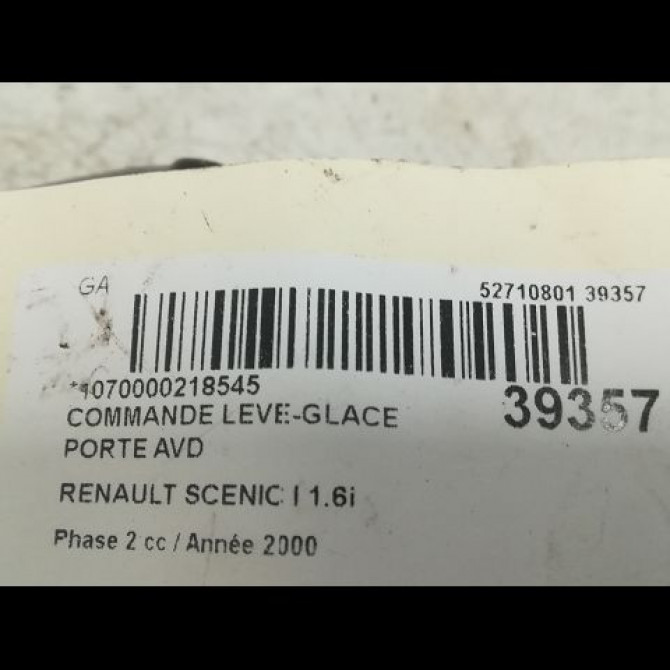 GA
52710801 39357
*1070000218545
COMMANDE LEVE-GLACE
39357
PORTE AVD
RENAULT SCENIC I 1.6i
Phase 2 cc / Année 2000